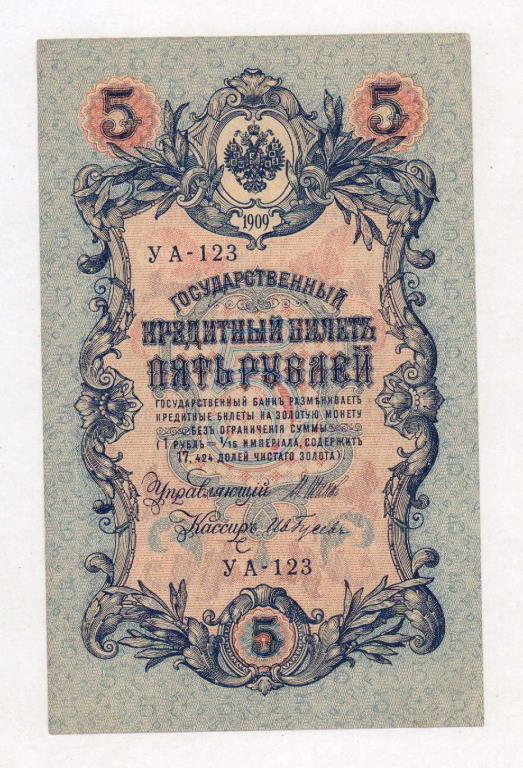 5 5
1909
УА-123
ГОСУДАРСТВЕННЫЙ
КРЕДИТНЫЙ БИЛЕТЪ
ПЯТЬ РУБЛЕЙ
ГОСУДАРСТВЕННЫЙ БАНКЪ РАЗМѢНИВАЕТЪ
КРЕДИТНЫЕ БИЛЕТЫ НА ЗОЛОТУЮ МОНЕТУ
БЕЗЪ ОГРАНИЧЕНІЯ СУММЫ
(1 РУБЛЬ = 1/15 ИМПЕРІАЛА, СОДЕРЖИТЪ
17,424 ДОЛЕЙ ЧИСТАГО ЗОЛОТА).
Управляющій
Кассиръ
УА-123
5